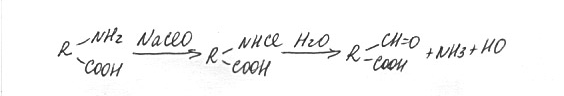 R NH2 COOH NaClO R NHCl COOH H2O R CH=O COOH + NH3 + HO